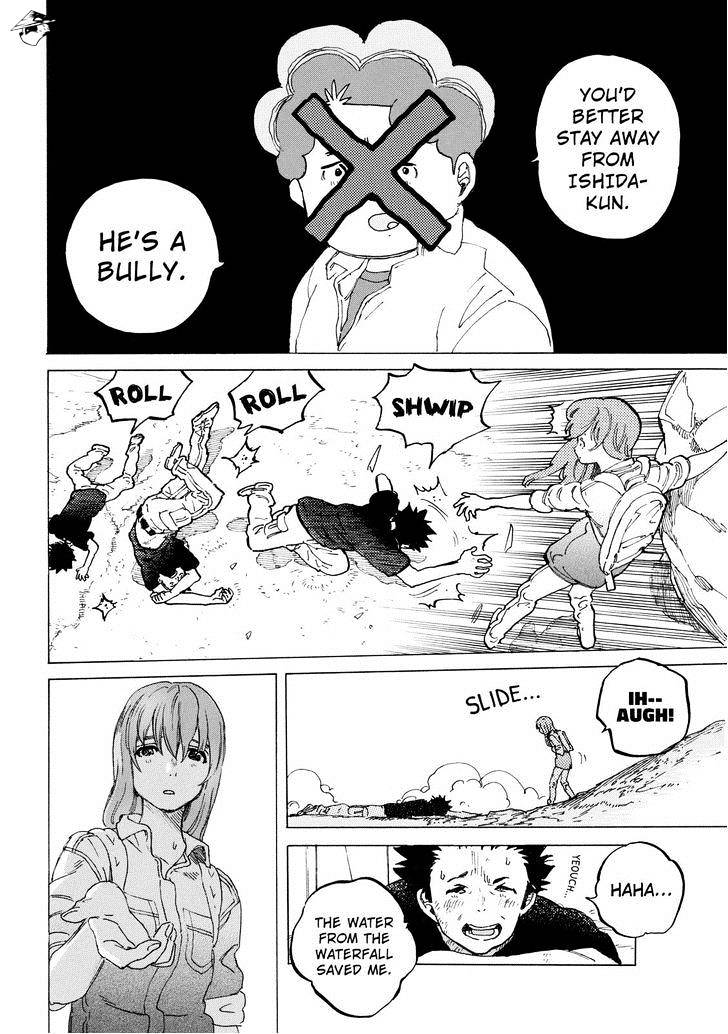 YOU'D
BETTER
STAY AWAY
FROM
ISHIDA-
KUN.
HE'S A
BULLY.
ROLL
ROLL
SHWIP
IH--
AUGH!
SLIDE...
YEOUCH...
HAHA...
THE WATER
FROM THE
WATERFALL
SAVED ME.